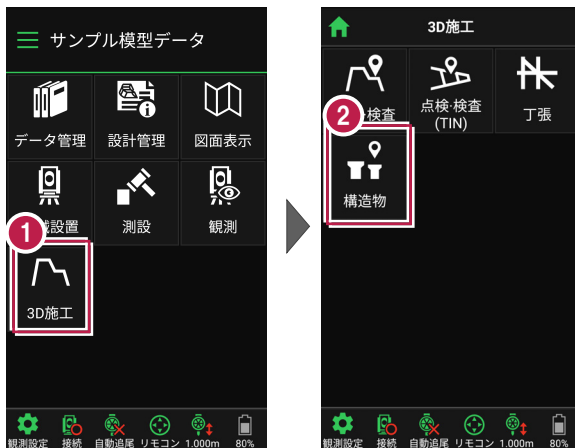 サンプル模型データ
データ管理
設計管理
図面表示
設置
測設
観測
1
3D施工
観測設定
接続
自動追尾
リモコン
1.000m
80%
3D施工
検査
点検・検査
(TIN)
丁張
2
構造物
観測設定
接続
自動追尾
リモコン
1.000m
80%